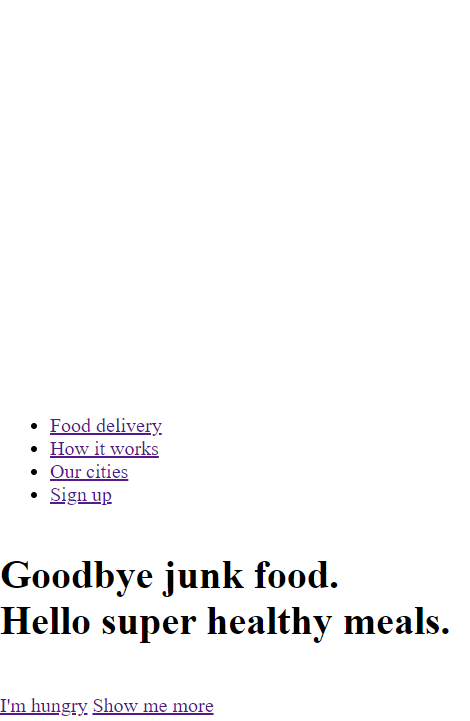 Food delivery
How it works
Our cities
Sign up
Goodbye junk food.
Hello super healthy meals.
I'm hungry Show me more